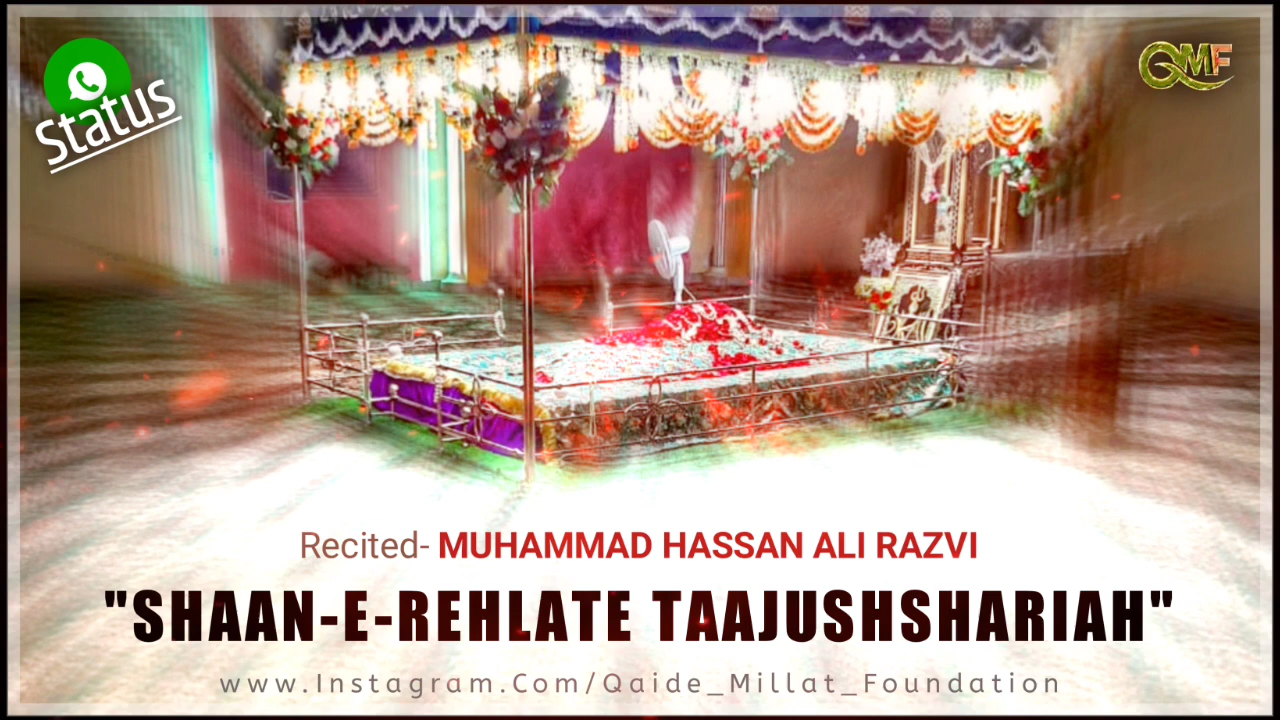 Status
QMF
Recited- MUHAMMAD HASSAN ALI RAZVI
"SHAAN-E-REHLATE TAAJUSHSHARIAH"
www.Instagram.Com/Qaide_Millat_Foundation